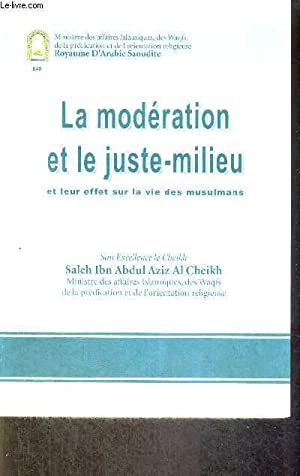 Ministère des affaires Islamiques, des Waqfs,
de la prédication et de l'orientation religieuse
Royaume D'Arabie Saoudite
La modération
et le juste-milieu
et leur effet sur la vie des musulmans
Son Excellence le Cheikh
Saleh Ibn Abdul Aziz Al Cheikh
Ministre des affaires Islamiques, des Waqfs
de la prédication et de l'orientation religieuse